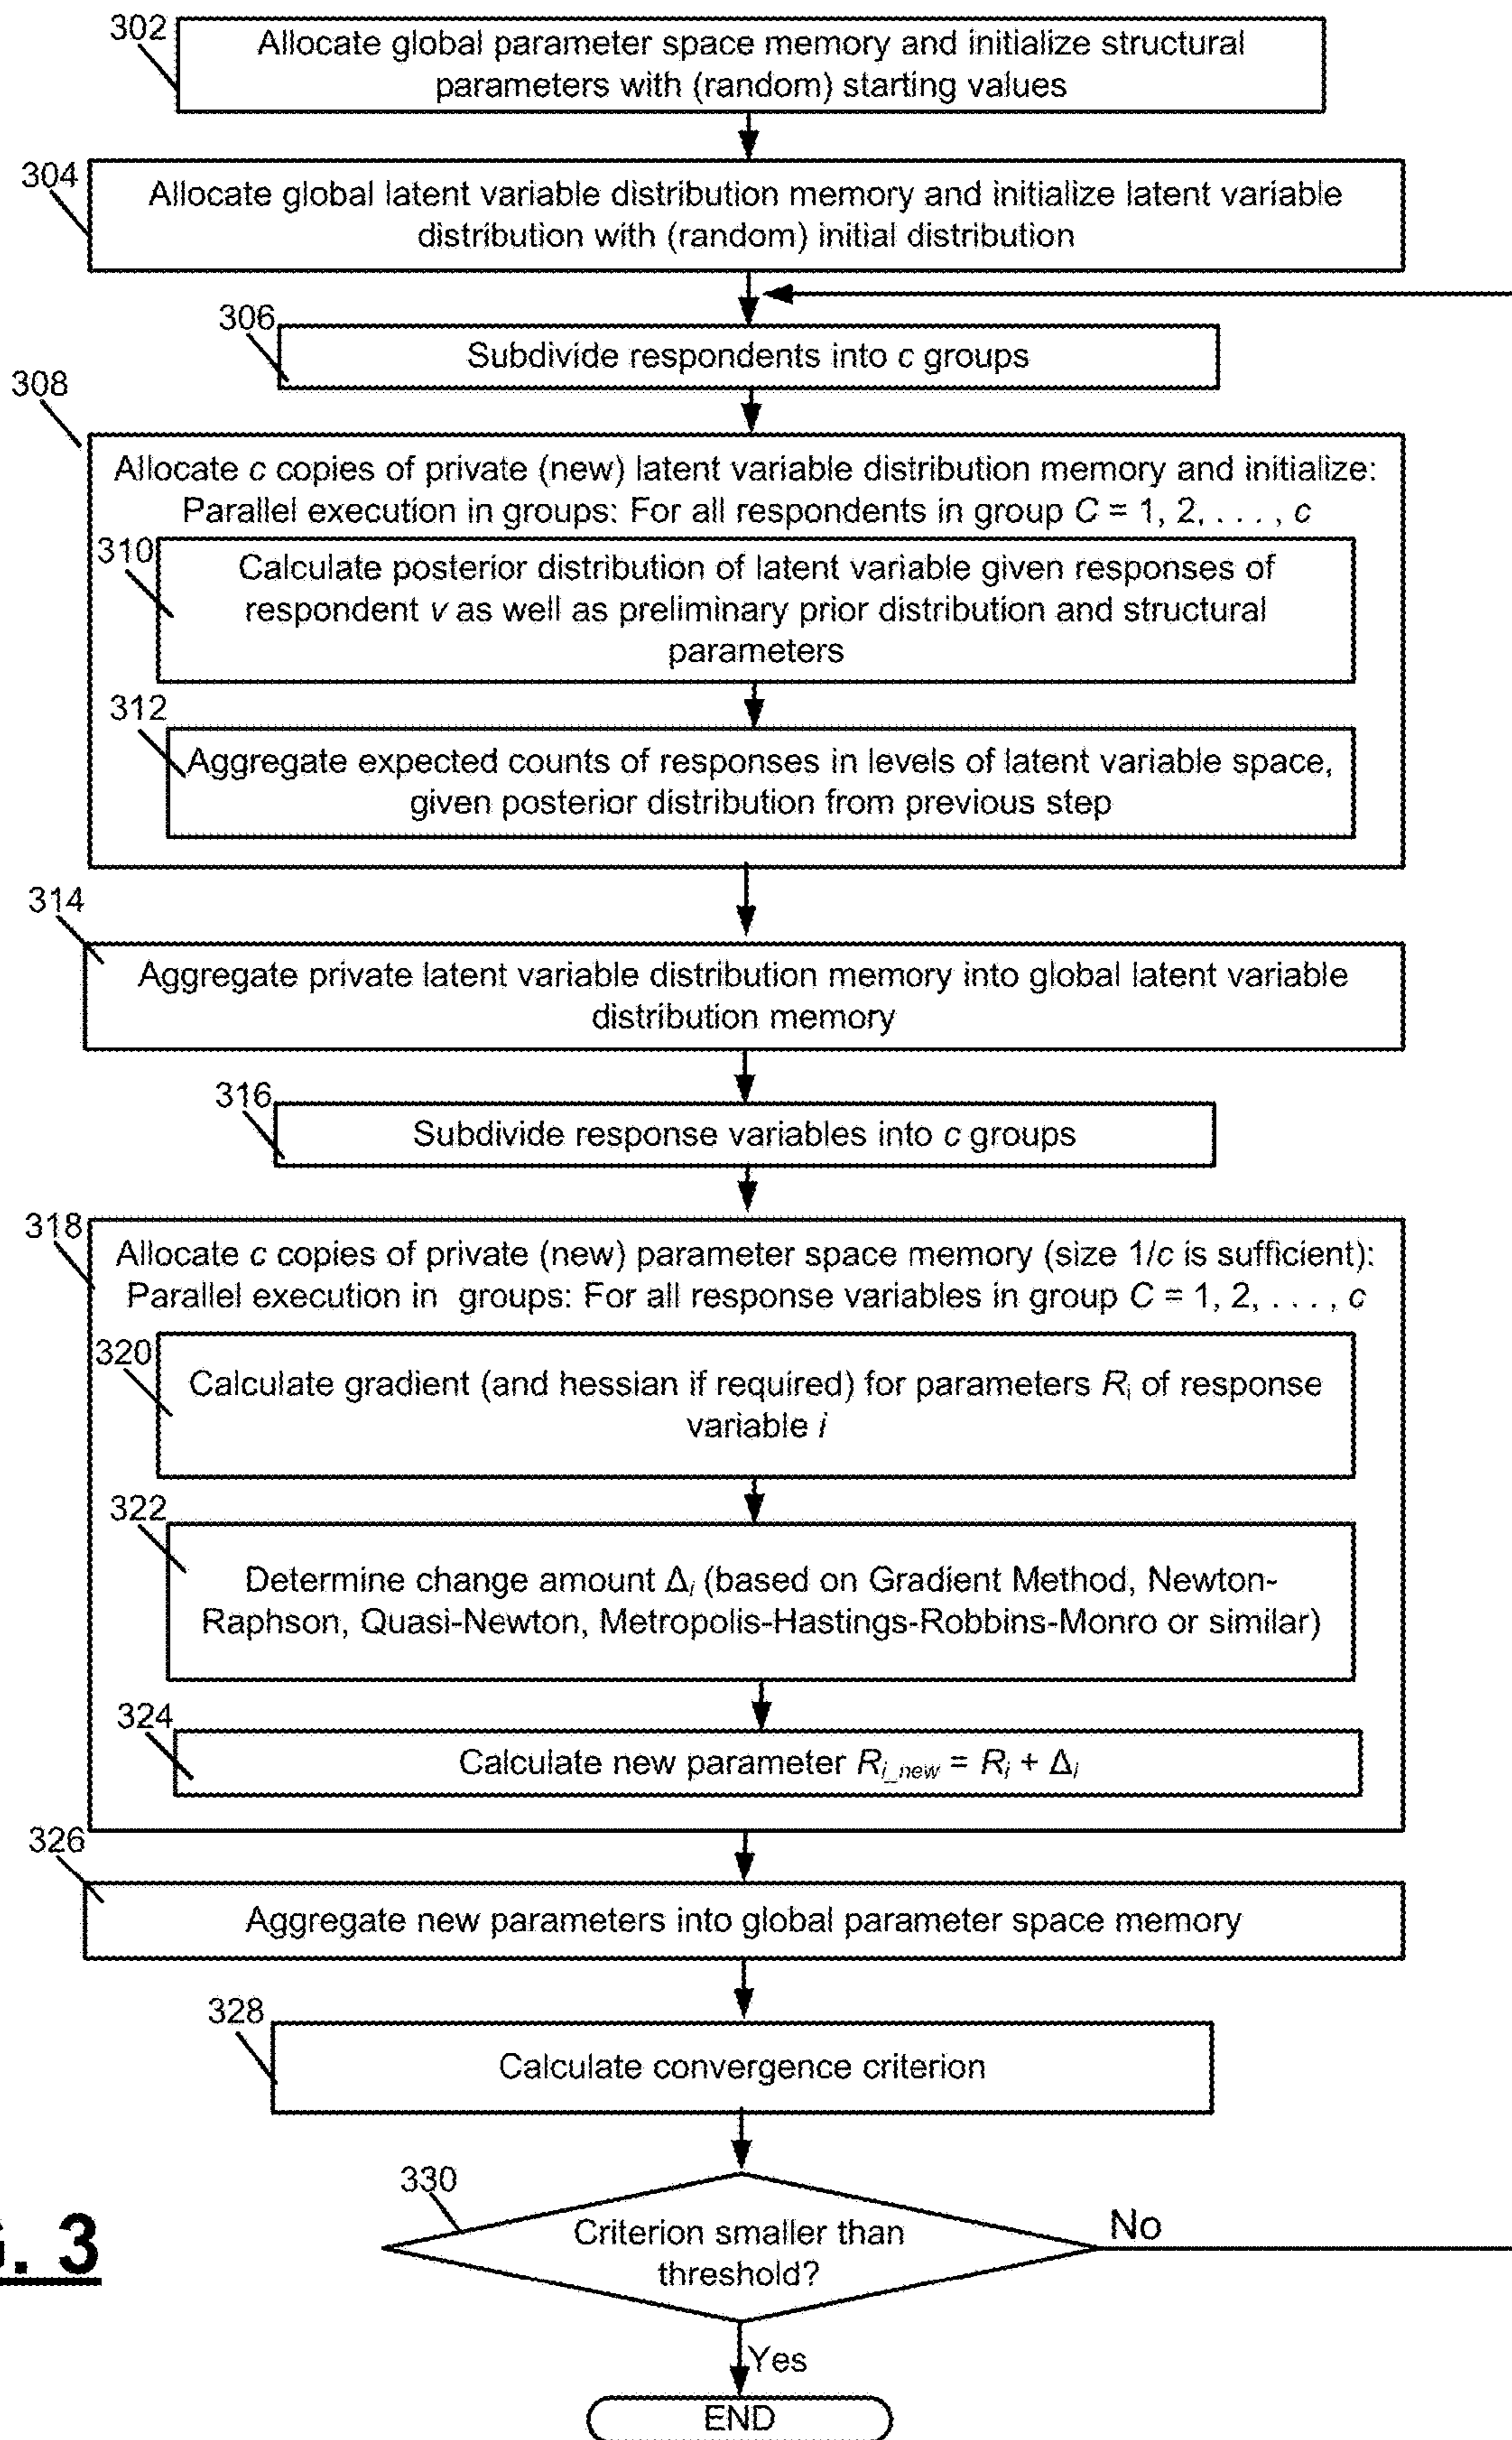 302
Allocate global parameter space memory and initialize structural
parameters with (random) starting values
304
Allocate global latent variable distribution memory and initialize latent variable
distribution with (random) initial distribution
306
Subdivide respondents into c groups
308
Allocate c copies of private (new) latent variable distribution memory and initialize:
Parallel execution in groups: For all respondents in group C = 1, 2, . . . , c
310
Calculate posterior distribution of latent variable given responses of
respondent v as well as preliminary prior distribution and structural
parameters
312
Aggregate expected counts of responses in levels of latent variable space,
given posterior distribution from previous step
314
Aggregate private latent variable distribution memory into global latent variable
distribution memory
316
Subdivide response variables into c groups
318
Allocate c copies of private (new) parameter space memory (size 1/c is sufficient):
Parallel execution in groups: For all response variables in group C = 1, 2, . . . , c
320
Calculate gradient (and hessian if required) for parameters Ri of response
variable i
322
Determine change amount Δi (based on Gradient Method, Newton-
Raphson, Quasi-Newton, Metropolis-Hastings-Robbins-Monro or similar)
324
Calculate new parameter Ri_new = Ri + Δi
326
Aggregate new parameters into global parameter space memory
328
Calculate convergence criterion
330
Criterion smaller than
threshold?
No
Yes
END
G. 3